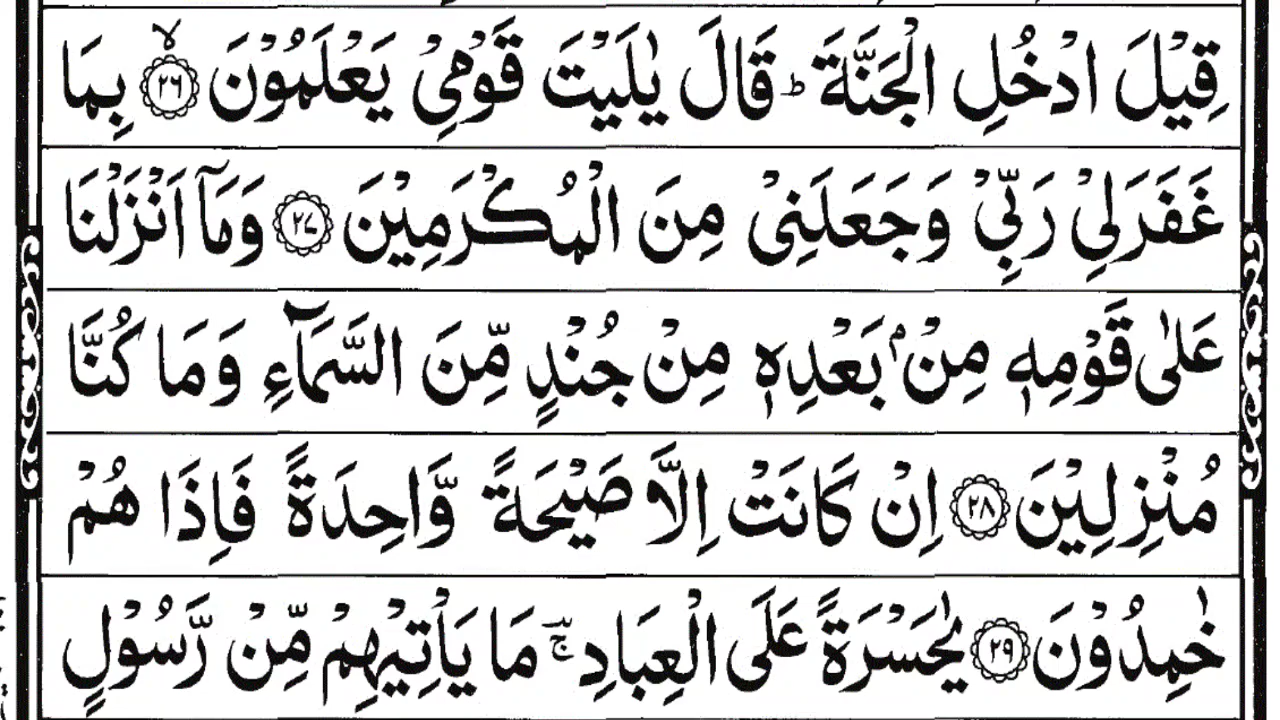 قِيْلَ ادْخُلِ الْجَنَّةَ ؕ قَالَ يٰلَيْتَ قَوْمِيْ يَعْلَمُوْنَ ۙ۲۶ بِمَا
غَفَرَلِيْ رَبِّيْ وَجَعَلَنِيْ مِنَ الْمُكْرَمِيْنَ ۲۷ وَمَاۤ اَنْزَلْنَا
عَلٰى قَوْمِهٖ مِنْۢ بَعْدِهٖ مِنْ جُنْدٍ مِّنَ السَّمَآءِ وَمَا كُنَّا
مُنْزِلِيْنَ ۲۸ اِنْ كَانَتْ اِلَّا صَيْحَةً وَّاحِدَةً فَاِذَا هُمْ
خٰمِدُوْنَ ۲۹ يٰحَسْرَةً عَلَى الْعِبَادِ ۚ مَا يَاْتِيْهِمْ مِّنْ رَّسُوْلٍ